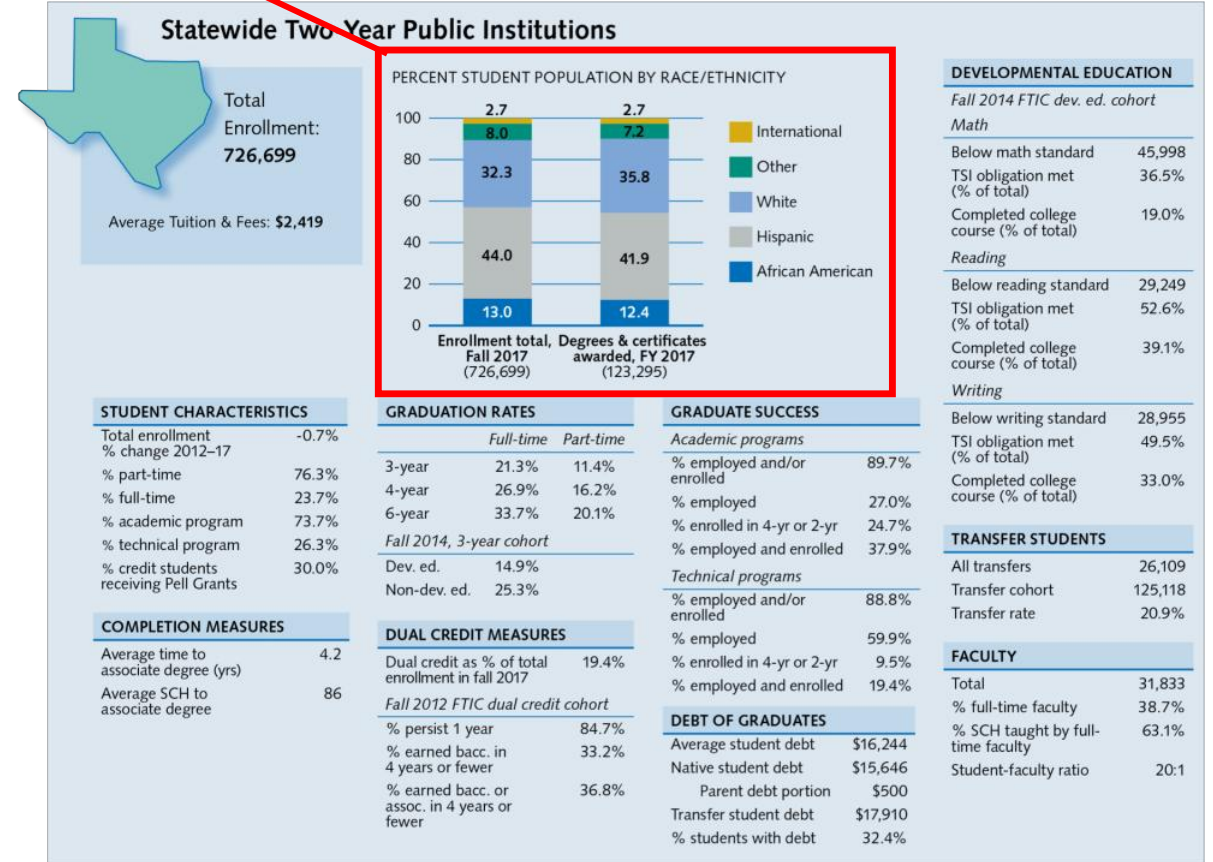 Statewide Two-Year Public Institutions
Total
Enrollment:
726,699
Average Tuition & Fees: $2,419
PERCENT STUDENT POPULATION BY RACE/ETHNICITY
2.7 2.7
100
8.0 7.2
80
32.3 35.8
60
40
44.0 41.9
20
13.0 12.4
0
International
Other
White
Hispanic
African American
Enrollment total, Degrees & certificates
Fall 2017 awarded, FY 2017
(726,699) (123,295)
STUDENT CHARACTERISTICS
Total enrollment -0.7%
% change 2012–17
% part-time 76.3%
% full-time 23.7%
% academic program 73.7%
% technical program 26.3%
% credit students 30.0%
receiving Pell Grants
COMPLETION MEASURES
Average time to 4.2
associate degree (yrs)
Average SCH to 86
associate degree
GRADUATION RATES
Full-time Part-time
3-year 21.3% 11.4%
4-year 26.9% 16.2%
6-year 33.7% 20.1%
Fall 2014, 3-year cohort
Dev. ed. 14.9%
Non-dev. ed. 25.3%
DUAL CREDIT MEASURES
Dual credit as % of total 19.4%
enrollment in fall 2017
Fall 2012 FTIC dual credit cohort
% persist 1 year 84.7%
% earned bacc. in 33.2%
4 years or fewer
% earned bacc. or 36.8%
assoc. in 4 years or
fewer
GRADUATE SUCCESS
Academic programs
% employed and/or 89.7%
enrolled
% employed 27.0%
% enrolled in 4-yr or 2-yr 24.7%
% employed and enrolled 37.9%
Technical programs
% employed and/or 88.8%
enrolled
% employed 59.9%
% enrolled in 4-yr or 2-yr 9.5%
% employed and enrolled 19.4%
DEBT OF GRADUATES
Average student debt $16,244
Native student debt $15,646
Parent debt portion $500
Transfer student debt $17,910
% students with debt 32.4%
DEVELOPMENTAL EDUCATION
Fall 2014 FTIC dev. ed. cohort
Math
Below math standard 45,998
TSI obligation met 36.5%
(% of total)
Completed college 19.0%
course (% of total)
Reading
Below reading standard 29,249
TSI obligation met 52.6%
(% of total)
Completed college 39.1%
course (% of total)
Writing
Below writing standard 28,955
TSI obligation met 49.5%
(% of total)
Completed college 33.0%
course (% of total)
TRANSFER STUDENTS
All transfers 26,109
Transfer cohort 125,118
Transfer rate 20.9%
FACULTY
Total 31,833
% full-time faculty 38.7%
% SCH taught by full- 63.1%
time faculty
Student-faculty ratio 20:1